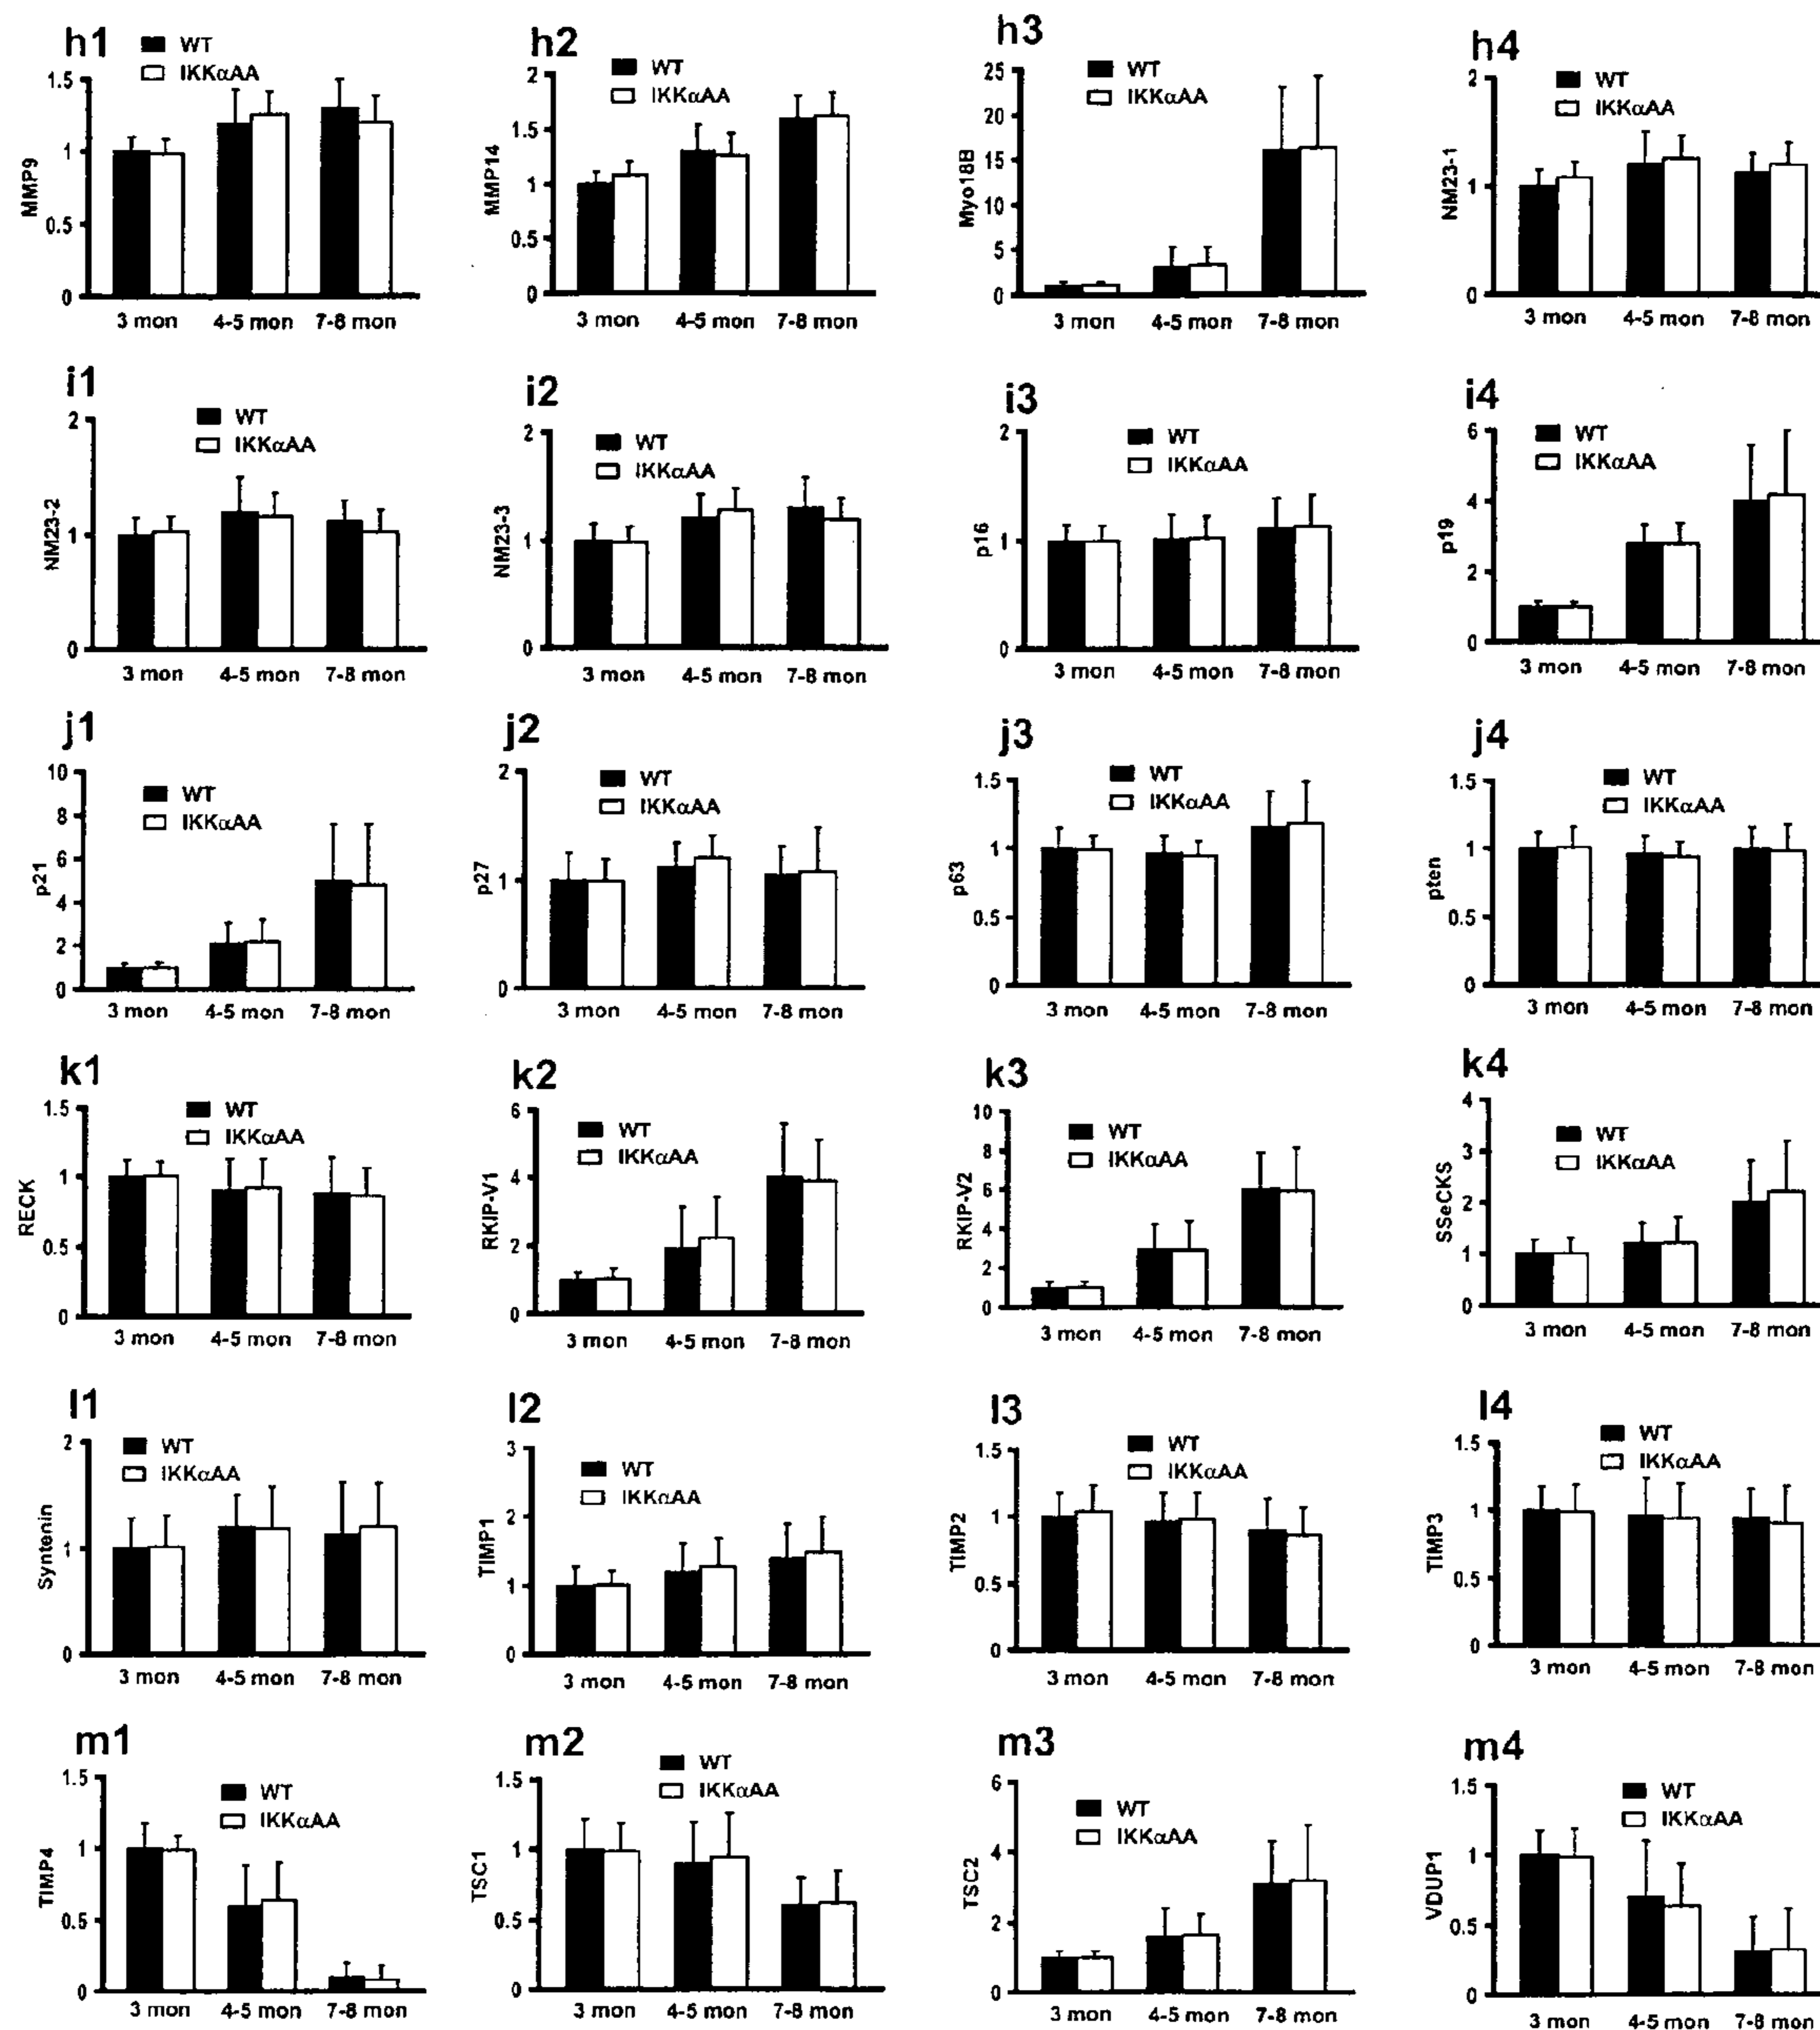 h1
WT
IKKαAA
1.5
1
0.5
0
MMP9
3 mon 4-5 mon 7-8 mon
h2
WT
IKKαAA
2
1.5
1
0.5
0
MMP14
3 mon 4-5 mon 7-8 mon
h3
WT
IKKαAA
25
20
15
10
5
0
Myo18B
3 mon 4-5 mon 7-8 mon
h4
WT
IKKαAA
2
1
0
NM23-1
3 mon 4-5 mon 7-8 mon
i1
WT
IKKαAA
2
1
0
NM23-2
3 mon 4-5 mon 7-8 mon
i2
WT
IKKαAA
2
1
0
NM23-3
3 mon 4-5 mon 7-8 mon
i3
WT
IKKαAA
2
1
0
p16
3 mon 4-5 mon 7-8 mon
i4
WT
IKKαAA
6
4
2
0
p19
3 mon 4-5 mon 7-8 mon
j1
WT
IKKαAA
10
8
6
4
2
0
p21
3 mon 4-5 mon 7-8 mon
j2
WT
IKKαAA
2
1
0
p27
3 mon 4-5 mon 7-8 mon
j3
WT
IKKαAA
1.5
1
0.5
0
p63
3 mon 4-5 mon 7-8 mon
j4
WT
IKKαAA
1.5
1
0.5
0
pten
3 mon 4-5 mon 7-8 mon
k1
WT
IKKαAA
1.5
1
0.5
0
RECK
3 mon 4-5 mon 7-8 mon
k2
WT
IKKαAA
6
4
2
0
RKIP-V1
3 mon 4-5 mon 7-8 mon
k3
WT
IKKαAA
10
8
6
4
2
0
RKIP-V2
3 mon 4-5 mon 7-8 mon
k4
WT
IKKαAA
4
3
2
1
0
SSeCKS
3 mon 4-5 mon 7-8 mon
l1
WT
IKKαAA
2
1
0
Syntenin
3 mon 4-5 mon 7-8 mon
l2
WT
IKKαAA
3
2
1
0
TIMP1
3 mon 4-5 mon 7-8 mon
l3
WT
IKKαAA
1.5
1
0.5
0
TIMP2
3 mon 4-5 mon 7-8 mon
l4
WT
IKKαAA
1.5
1
0.5
0
TIMP3
3 mon 4-5 mon 7-8 mon
m1
WT
IKKαAA
1.5
1
0.5
0
TIMP4
3 mon 4-5 mon 7-8 mon
m2
WT
IKKαAA
1.5
1
0.5
0
TSC1
3 mon 4-5 mon 7-8 mon
m3
WT
IKKαAA
6
4
2
0
TSC2
3 mon 4-5 mon 7-8 mon
m4
WT
IKKαAA
1.5
1
0.5
0
VDUP1
3 mon 4-5 mon 7-8 mon